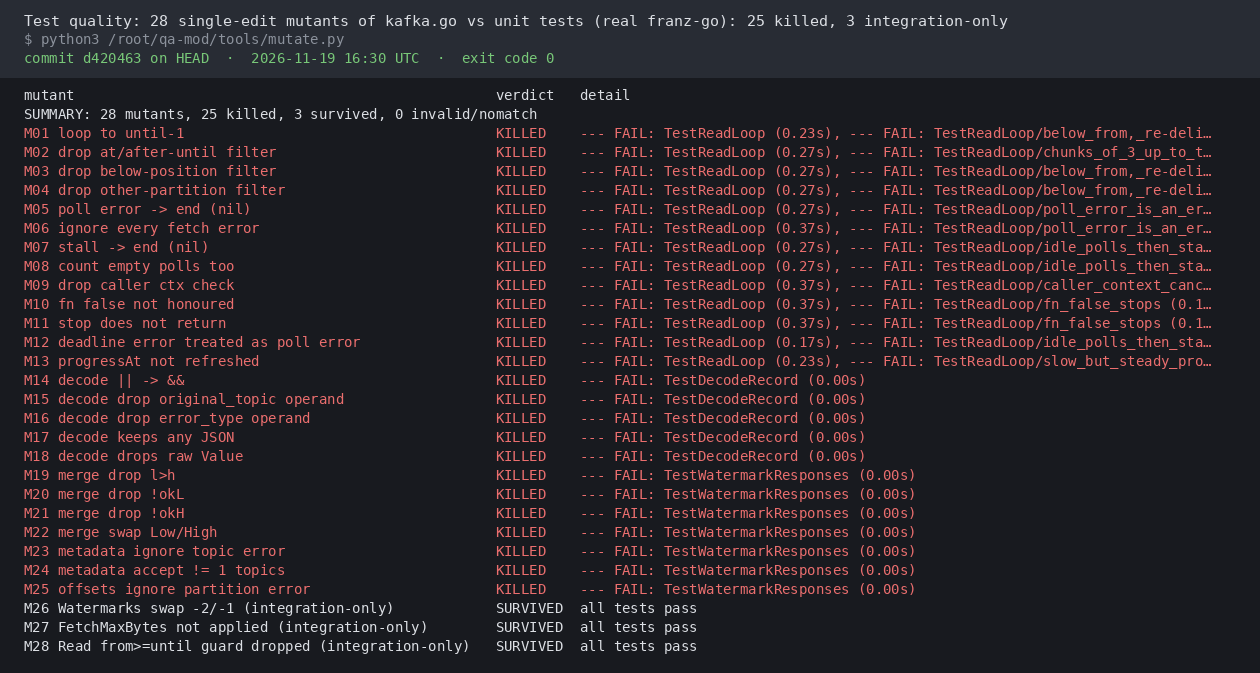 Test quality: 28 single-edit mutants of kafka.go vs unit tests (real franz-go): 25 killed, 3 integration-only
$ python3 /root/qa-mod/tools/mutate.py
commit d420463 on HEAD · 2026-11-19 16:30 UTC · exit code 0
mutant verdict detail
SUMMARY: 28 mutants, 25 killed, 3 survived, 0 invalid/nomatch
M01 loop to until-1 KILLED --- FAIL: TestReadLoop (0.23s), --- FAIL: TestReadLoop/below_from,_re-deli…
M02 drop at/after-until filter KILLED --- FAIL: TestReadLoop (0.27s), --- FAIL: TestReadLoop/chunks_of_3_up_to_t…
M03 drop below-position filter KILLED --- FAIL: TestReadLoop (0.27s), --- FAIL: TestReadLoop/below_from,_re-deli…
M04 drop other-partition filter KILLED --- FAIL: TestReadLoop (0.27s), --- FAIL: TestReadLoop/below_from,_re-deli…
M05 poll error -> end (nil) KILLED --- FAIL: TestReadLoop (0.27s), --- FAIL: TestReadLoop/poll_error_is_an_er…
M06 ignore every fetch error KILLED --- FAIL: TestReadLoop (0.37s), --- FAIL: TestReadLoop/poll_error_is_an_er…
M07 stall -> end (nil) KILLED --- FAIL: TestReadLoop (0.27s), --- FAIL: TestReadLoop/idle_polls_then_sta…
M08 count empty polls too KILLED --- FAIL: TestReadLoop (0.27s), --- FAIL: TestReadLoop/idle_polls_then_sta…
M09 drop caller ctx check KILLED --- FAIL: TestReadLoop (0.37s), --- FAIL: TestReadLoop/caller_context_canc…
M10 fn false not honoured KILLED --- FAIL: TestReadLoop (0.37s), --- FAIL: TestReadLoop/fn_false_stops (0.1…
M11 stop does not return KILLED --- FAIL: TestReadLoop (0.37s), --- FAIL: TestReadLoop/fn_false_stops (0.1…
M12 deadline error treated as poll error KILLED --- FAIL: TestReadLoop (0.17s), --- FAIL: TestReadLoop/idle_polls_then_sta…
M13 progressAt not refreshed KILLED --- FAIL: TestReadLoop (0.23s), --- FAIL: TestReadLoop/slow_but_steady_pro…
M14 decode || -> && KILLED --- FAIL: TestDecodeRecord (0.00s)
M15 decode drop original_topic operand KILLED --- FAIL: TestDecodeRecord (0.00s)
M16 decode drop error_type operand KILLED --- FAIL: TestDecodeRecord (0.00s)
M17 decode keeps any JSON KILLED --- FAIL: TestDecodeRecord (0.00s)
M18 decode drops raw Value KILLED --- FAIL: TestDecodeRecord (0.00s)
M19 merge drop l>h KILLED --- FAIL: TestWatermarkResponses (0.00s)
M20 merge drop !okL KILLED --- FAIL: TestWatermarkResponses (0.00s)
M21 merge drop !okH KILLED --- FAIL: TestWatermarkResponses (0.00s)
M22 merge swap Low/High KILLED --- FAIL: TestWatermarkResponses (0.00s)
M23 metadata ignore topic error KILLED --- FAIL: TestWatermarkResponses (0.00s)
M24 metadata accept != 1 topics KILLED --- FAIL: TestWatermarkResponses (0.00s)
M25 offsets ignore partition error KILLED --- FAIL: TestWatermarkResponses (0.00s)
M26 Watermarks swap -2/-1 (integration-only) SURVIVED all tests pass
M27 FetchMaxBytes not applied (integration-only) SURVIVED all tests pass
M28 Read from>=until guard dropped (integration-only) SURVIVED all tests pass